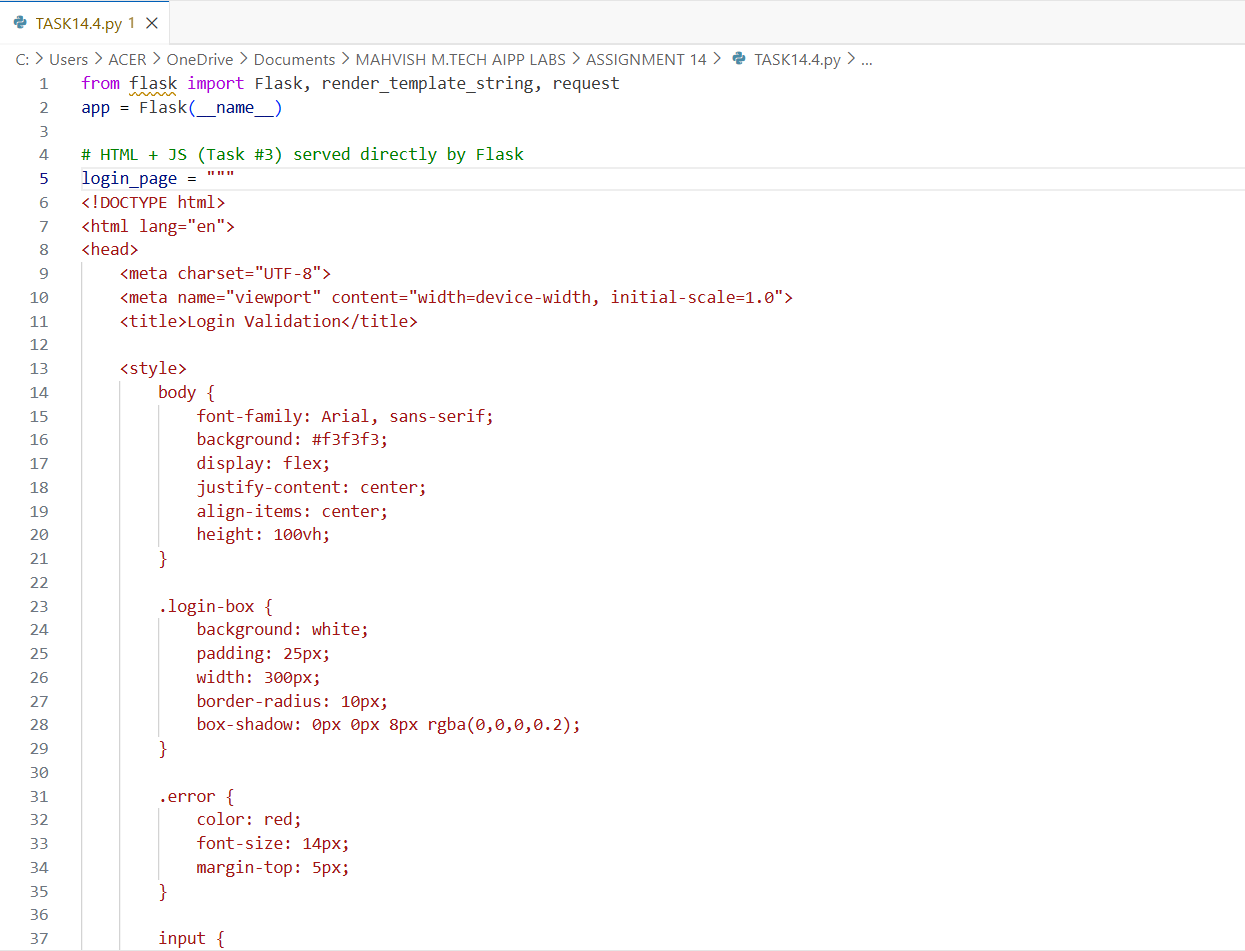 TASK14.4.py 1
C: > Users > ACER > OneDrive > Documents > MAHVISH M.TECH AIPP LABS > ASSIGNMENT 14 > TASK14.4.py > ...
1 from flask import Flask, render_template_string, request
2 app = Flask(__name__)
3
4 # HTML + JS (Task #3) served directly by Flask
5 login_page = """
6 <!DOCTYPE html>
7 <html lang="en">
8 <head>
9     <meta charset="UTF-8">
10     <meta name="viewport" content="width=device-width, initial-scale=1.0">
11     <title>Login Validation</title>
12
13     <style>
14         body {
15             font-family: Arial, sans-serif;
16             background: #f3f3f3;
17             display: flex;
18             justify-content: center;
19             align-items: center;
20             height: 100vh;
21         }
22
23         .login-box {
24             background: white;
25             padding: 25px;
26             width: 300px;
27             border-radius: 10px;
28             box-shadow: 0px 0px 8px rgba(0,0,0,0.2);
29         }
30
31         .error {
32             color: red;
33             font-size: 14px;
34             margin-top: 5px;
35         }
36
37         input {